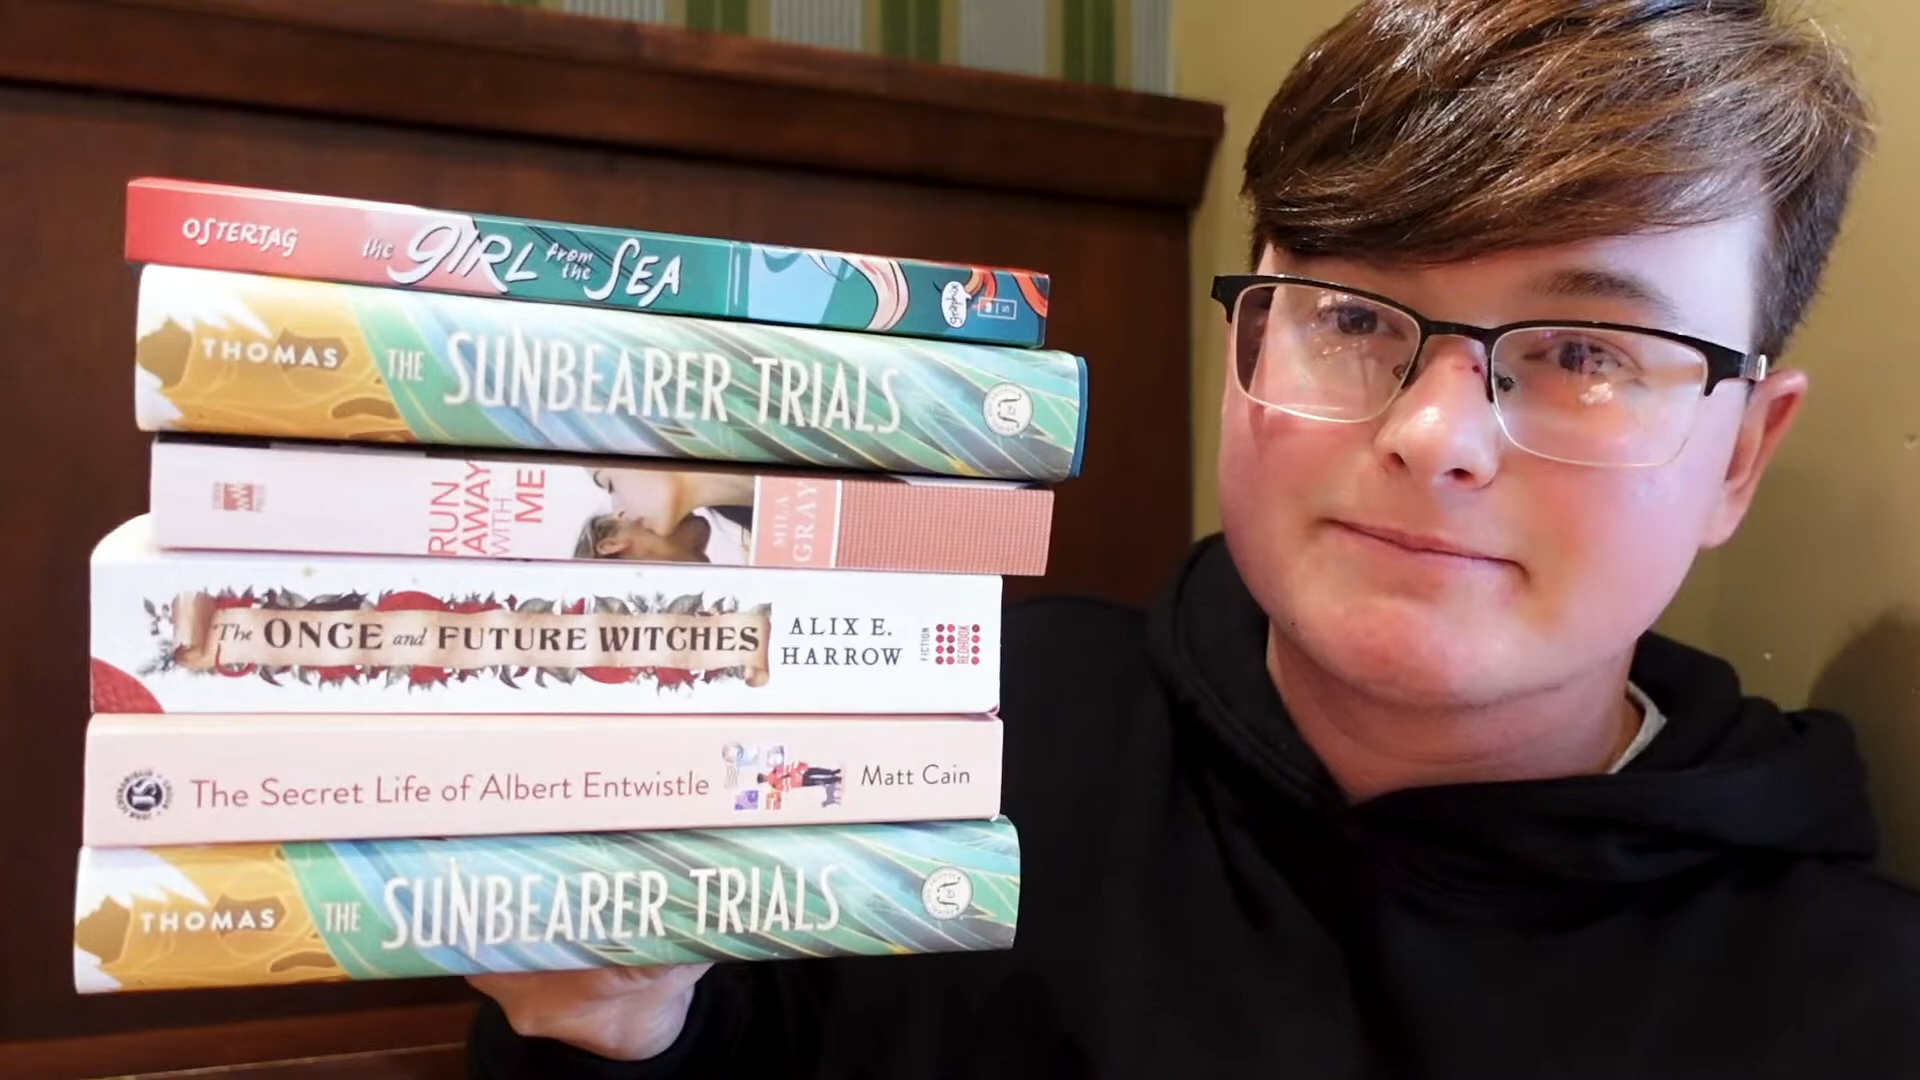 OSTERTAG the GIRL from the SEA graphix
THOMAS THE SUNBEARER TRIALS
RUN
AWAY
WITH
ME
MILA
GRAY
The ONCE and FUTURE WITCHES
ALIX E.
HARROW
FICTION
REDHOOK
The Secret Life of Albert Entwistle Matt Cain
THOMAS THE SUNBEARER TRIALS